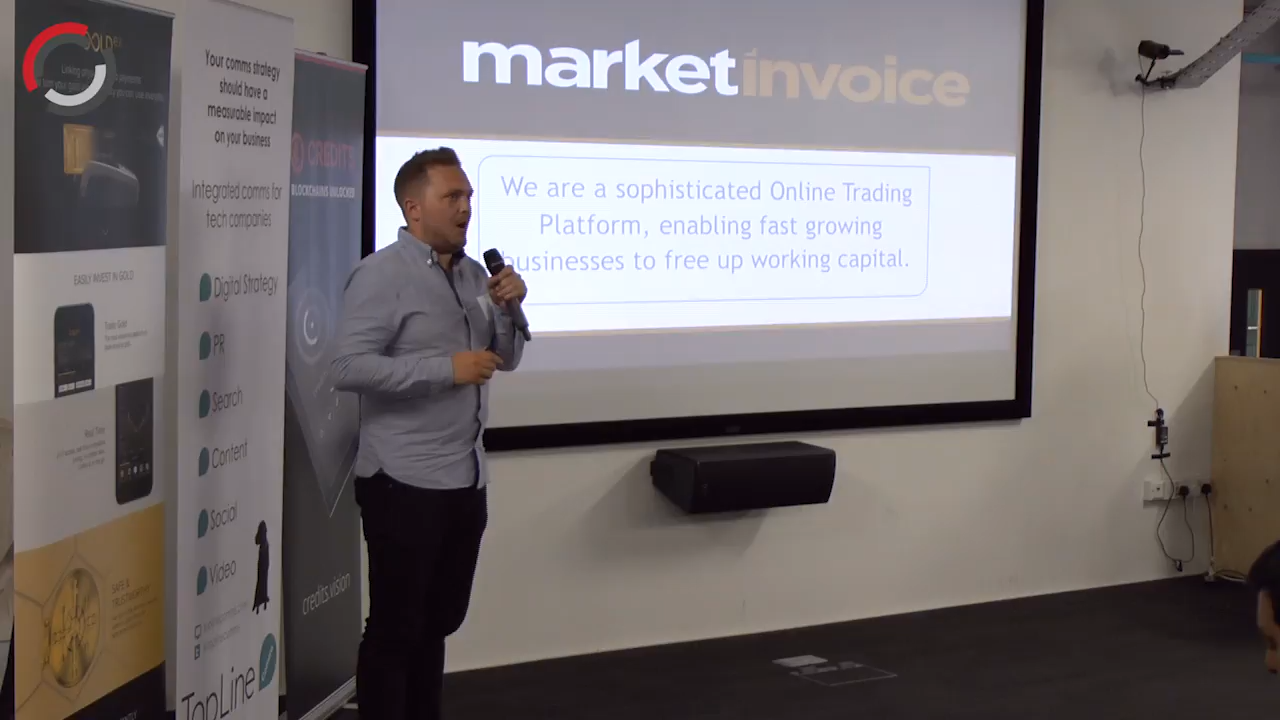 marketinvoice
We are a sophisticated Online Trading
Platform, enabling fast growing
businesses to free up working capital.
EASILY INVEST IN GOLD
SAFE &
Your comms strategy
should have a
measurable impact
on your business
Integrated comms for
tech companies
Digital Strategy
PR
Search
Content
Social
Video
TopLine
CREDITS
BLOCKCHAINS UNLOCKED
credits.vision